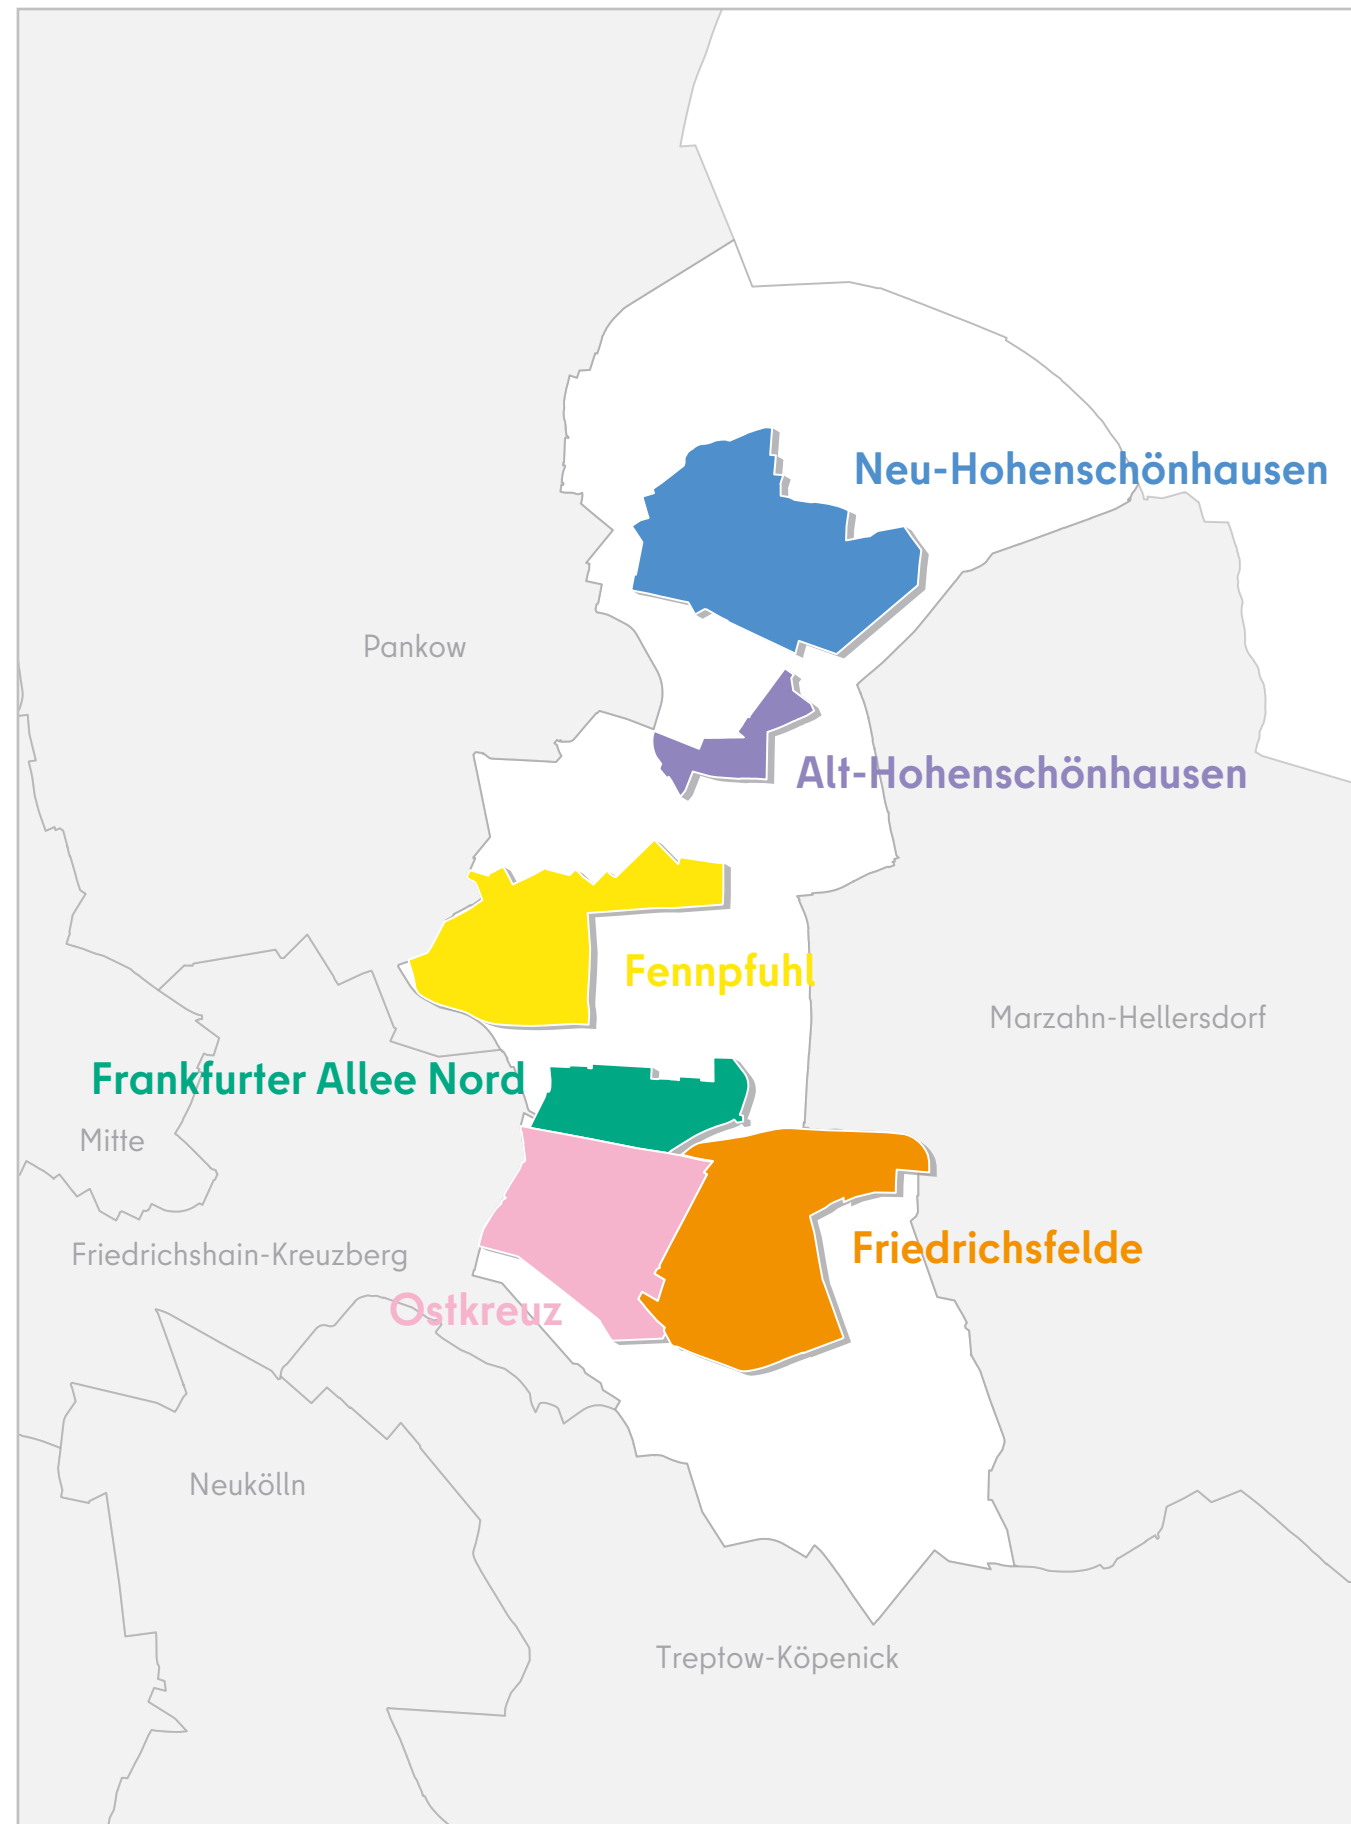 Neu-Hohenschönhausen
Pankow
Alt-Hohenschönhausen
Fennpfuhl
Marzahn-Hellersdorf
Frankfurter Allee Nord
Mitte
Friedrichsfelde
Friedrichshain-Kreuzberg
Ostkreuz
Neukölln
Treptow-Köpenick